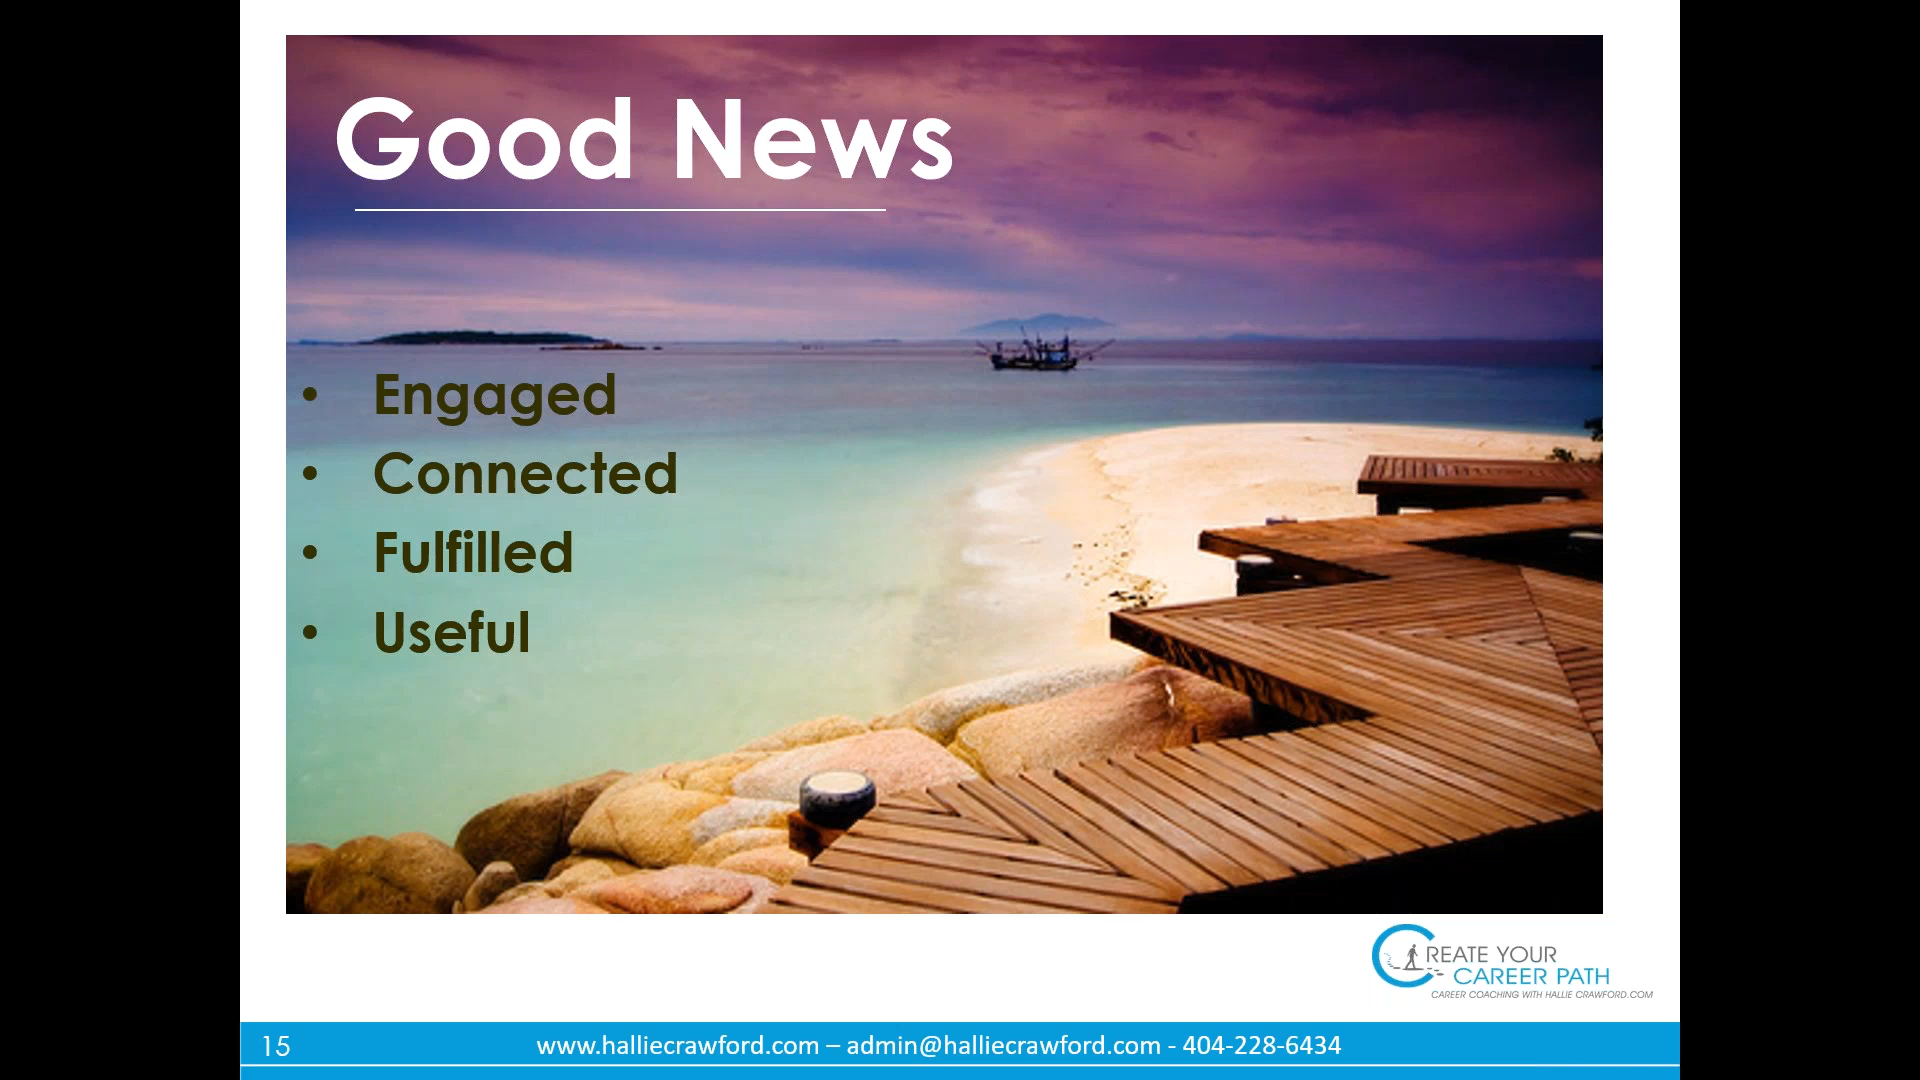 Good News
• Engaged
• Connected
• Fulfilled
• Useful
CREATE YOUR
CAREER PATH
CAREER COACHING WITH HALLIE CRAWFORD.COM
15
www.halliecrawford.com – admin@halliecrawford.com - 404-228-6434